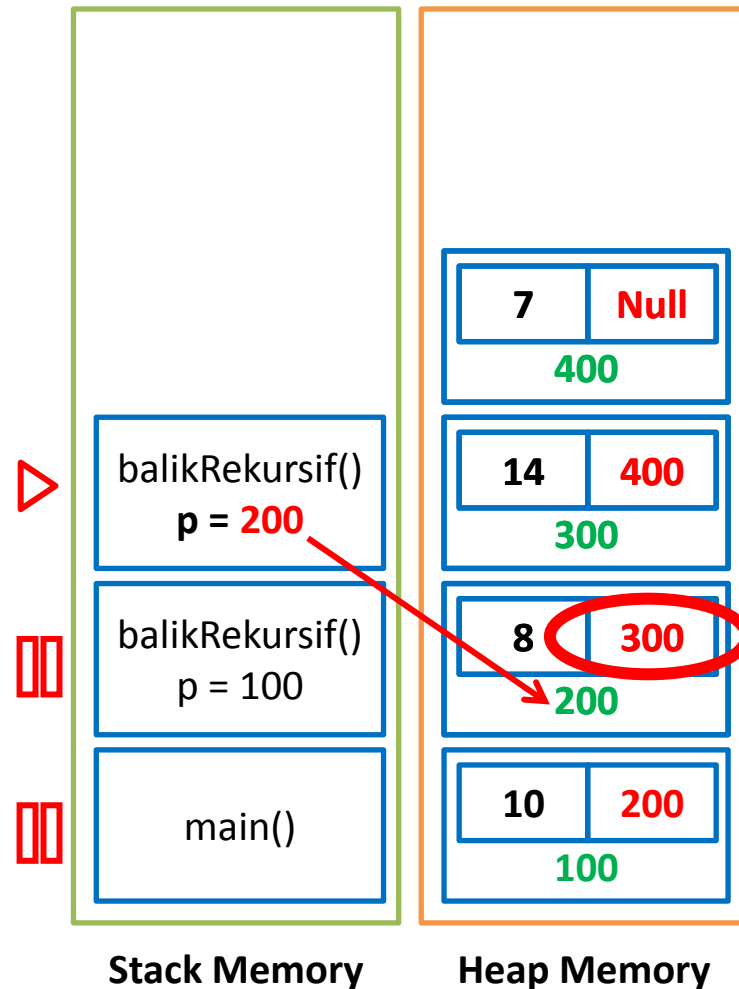 7 Null
400
balikRekursif()
p = 200
14 400
300
balikRekursif()
p = 100
8 300
200
main()
10 200
100
Stack Memory
Heap Memory